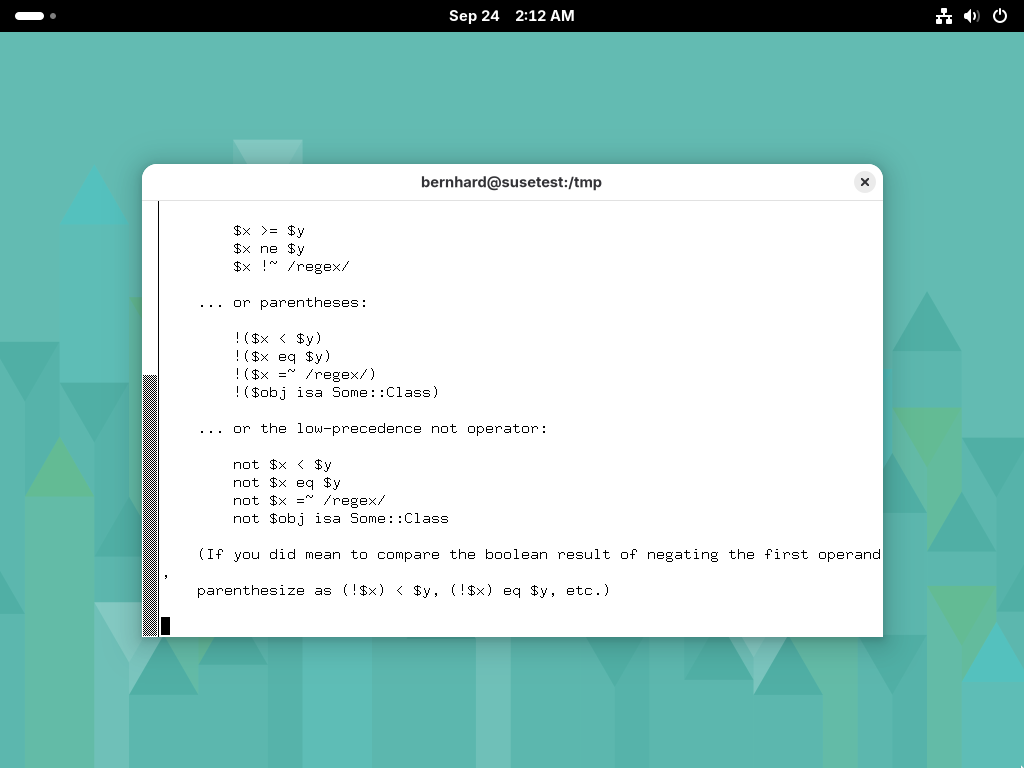 Sep 24 2:12 AM
bernhard@susetest:/tmp
$x >= $y
$x ne $y
$x !~ /regex/
... or parentheses:
!($x < $y)
!($x eq $y)
!($x =~ /regex/)
!($obj isa Some::Class)
... or the low-precedence not operator:
not $x < $y
not $x eq $y
not $x =~ /regex/
not $obj isa Some::Class
(If you did mean to compare the boolean result of negating the first operand
,
parenthesize as (!$x) < $y, (!$x) eq $y, etc.)